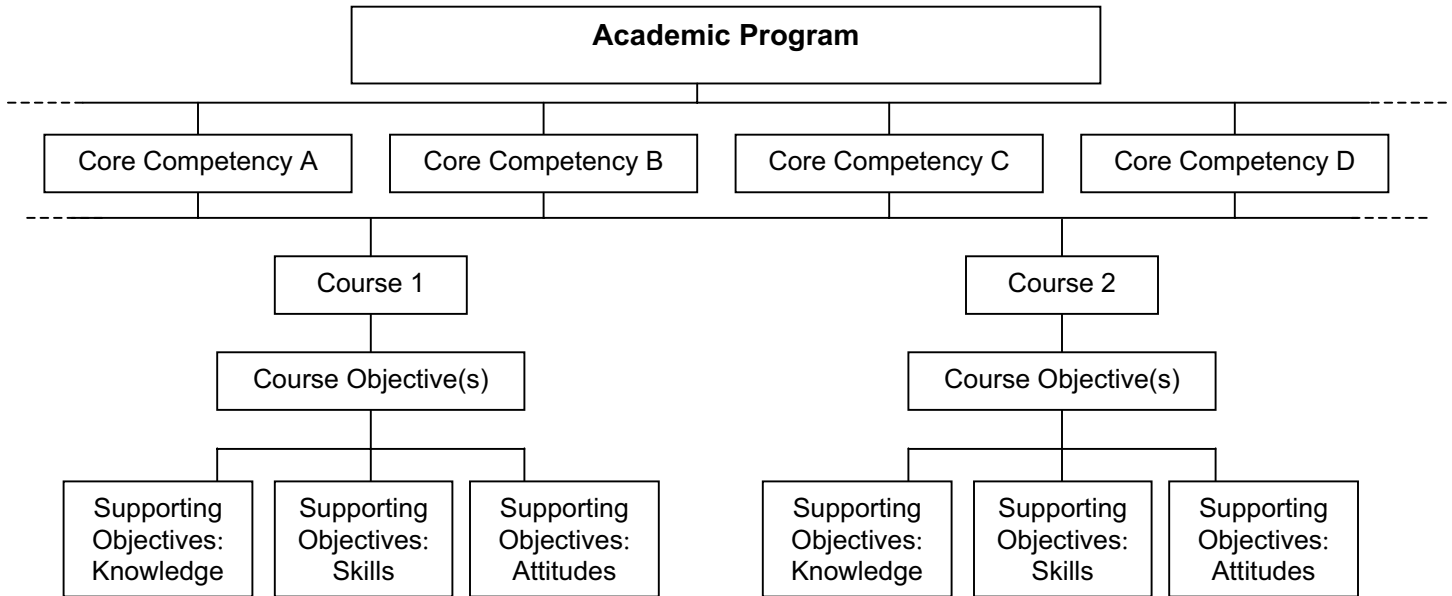 Academic Program
Core Competency A
Core Competency B
Core Competency C
Core Competency D
Course 1
Course 2
Course Objective(s)
Course Objective(s)
Supporting
Objectives:
Knowledge
Supporting
Objectives:
Skills
Supporting
Objectives:
Attitudes
Supporting
Objectives:
Knowledge
Supporting
Objectives:
Skills
Supporting
Objectives:
Attitudes